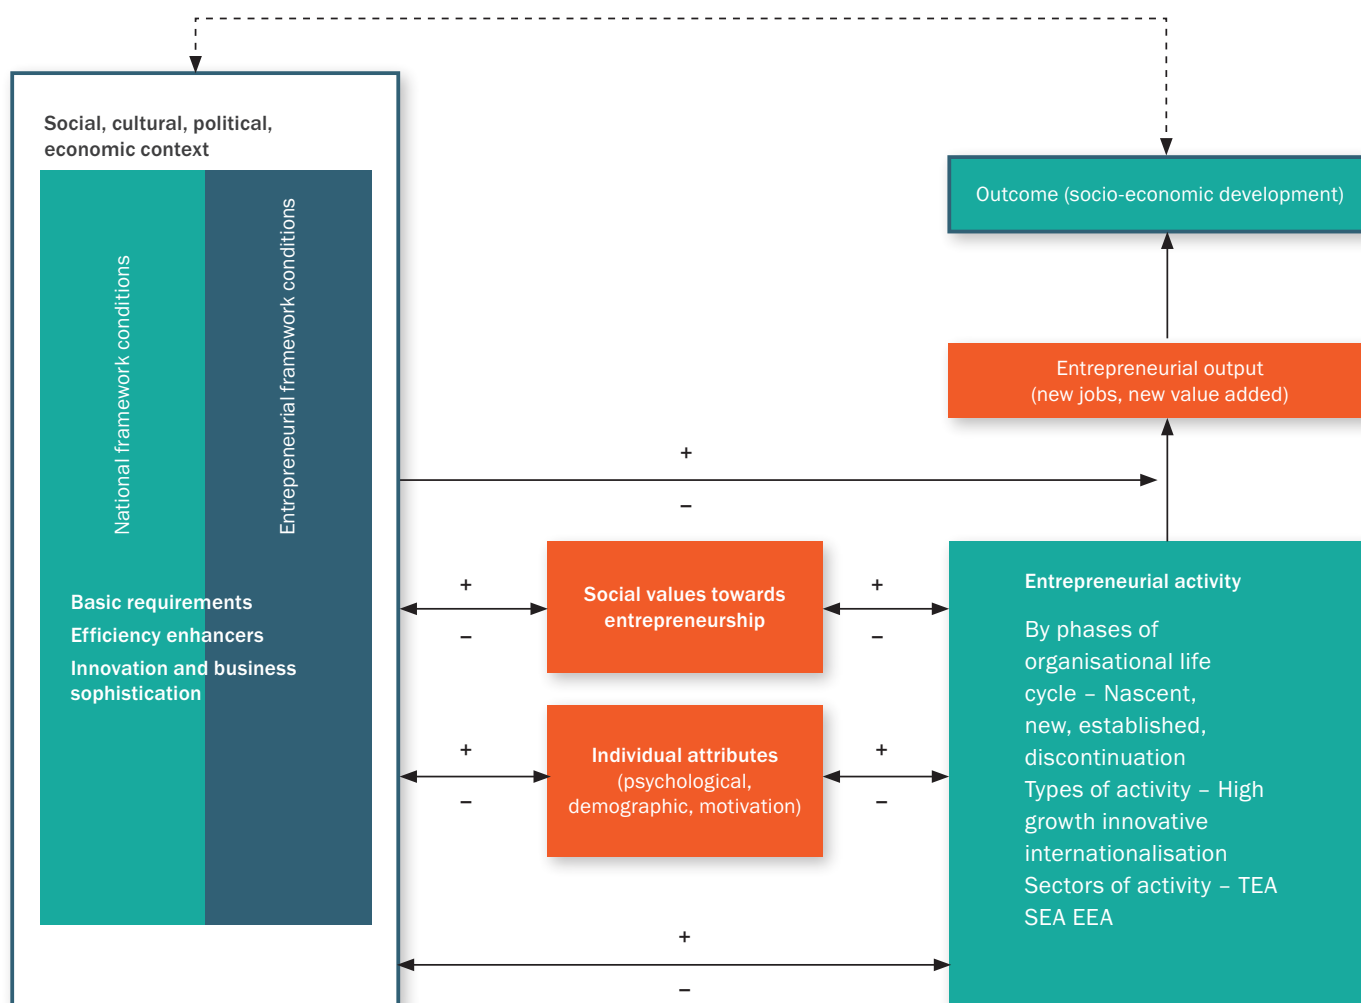 Social, cultural, political,
economic context
National framework conditions
Entrepreneurial framework conditions
Basic requirements
Efficiency enhancers
Innovation and business
sophistication
+
–
+
–
Social values towards
entrepreneurship
+
–
+
–
Individual attributes
(psychological,
demographic, motivation)
+
–
+
–
Outcome (socio-economic development)
Entrepreneurial output
(new jobs, new value added)
Entrepreneurial activity
By phases of
organisational life
cycle – Nascent,
new, established,
discontinuation
Types of activity – High
growth innovative
internationalisation
Sectors of activity – TEA
SEA EEA